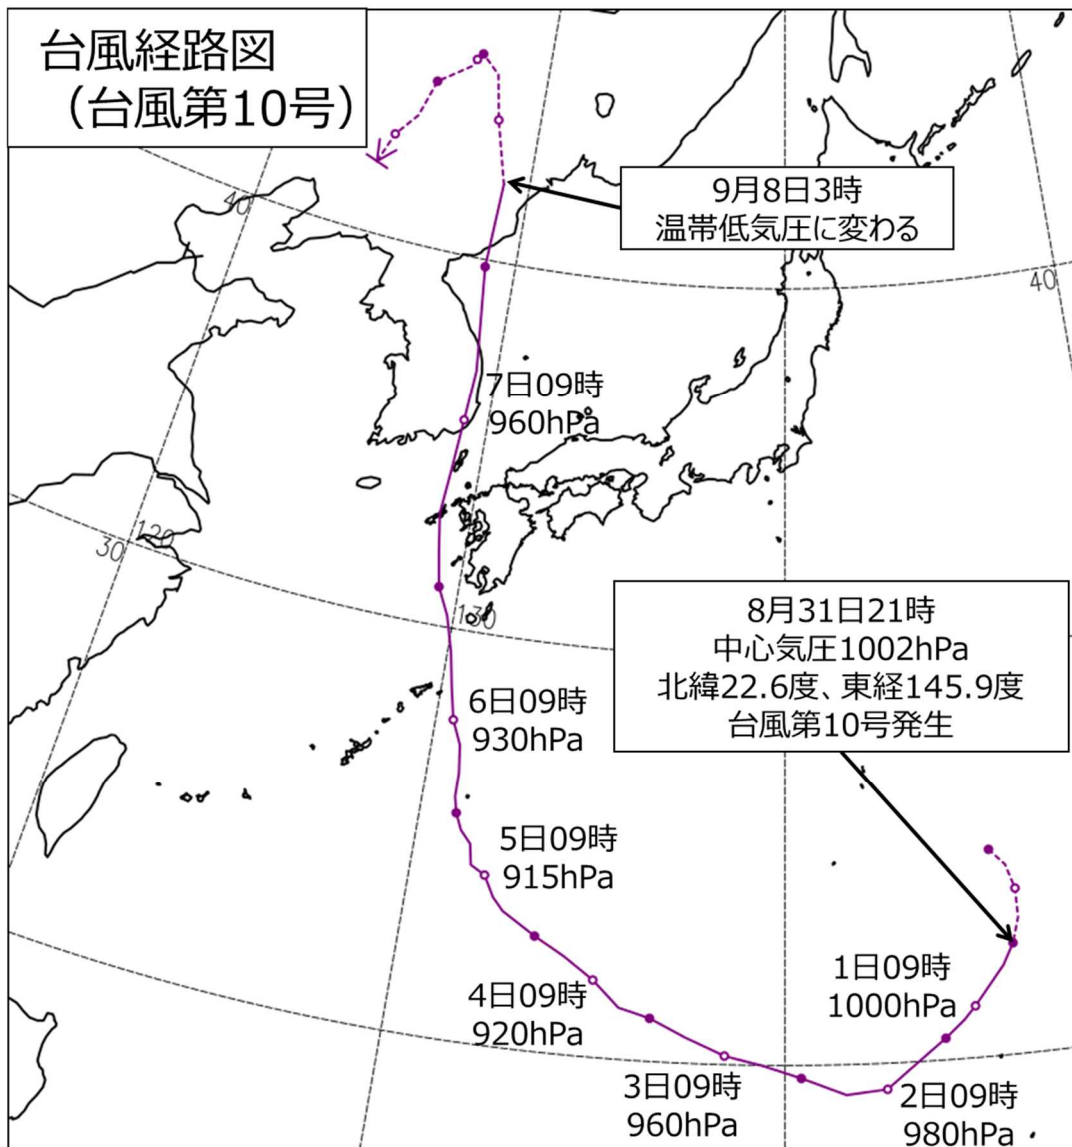 台風経路図
（台風第10号）
9月8日3時
温帯低気圧に変わる
40
40
7日09時
960hPa
120
30
130
8月31日21時
中心気圧1002hPa
北緯22.6度、東経145.9度
台風第10号発生
6日09時
930hPa
5日09時
915hPa
4日09時
920hPa
1日09時
1000hPa
3日09時
960hPa
2日09時
980hPa